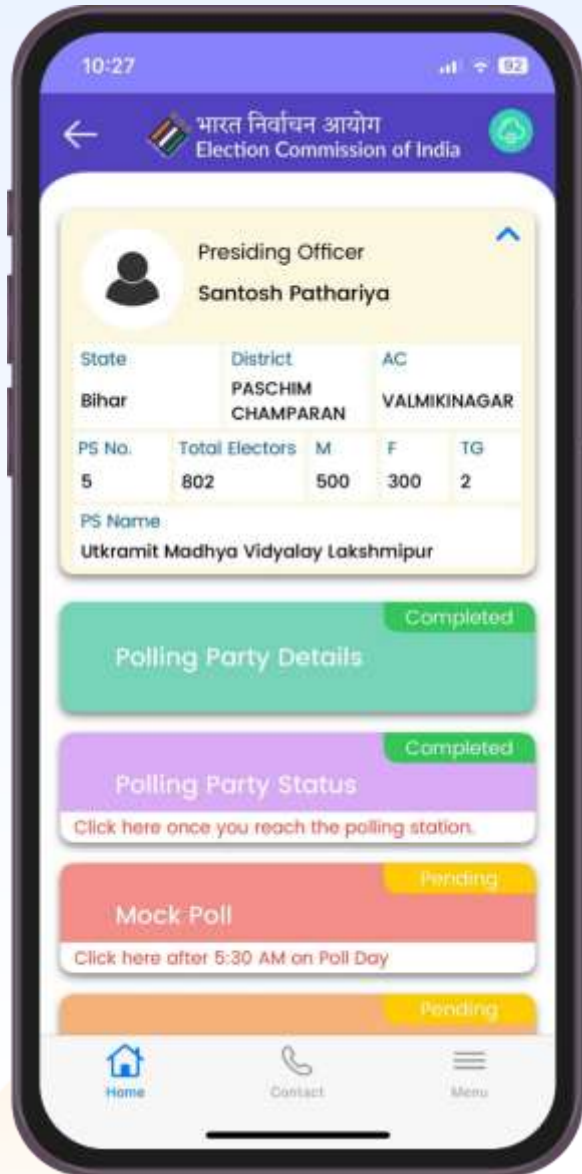 10:27
92
भारत निर्वाचन आयोग
Election Commission of India
Presiding Officer
Santosh Pathariya
State District AC
Bihar PASCHIM CHAMPARAN VALMIKINAGAR
PS No. Total Electors M F TG
5 802 500 300 2
PS Name
Utkramit Madhya Vidyalay Lakshmipur
Completed
Polling Party Details
Completed
Polling Party Status
Click here once you reach the polling station.
Pending
Mock Poll
Click here after 5:30 AM on Poll Day
Pending
Home Contact Menu